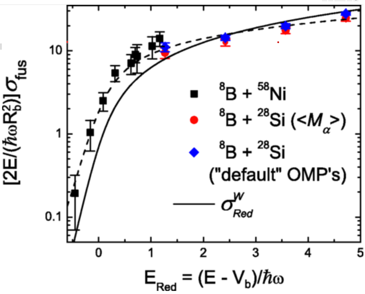 [2E/(ℏωR_b²)]σ_fus
10
1
0.1
⁸B + ⁵⁸Ni
⁸B + ²⁸Si (<M_α>)
⁸B + ²⁸Si
("default" OMP's)
σ^W_Red
0 1 2 3 4 5
E_Red = (E - V_b)/ℏω